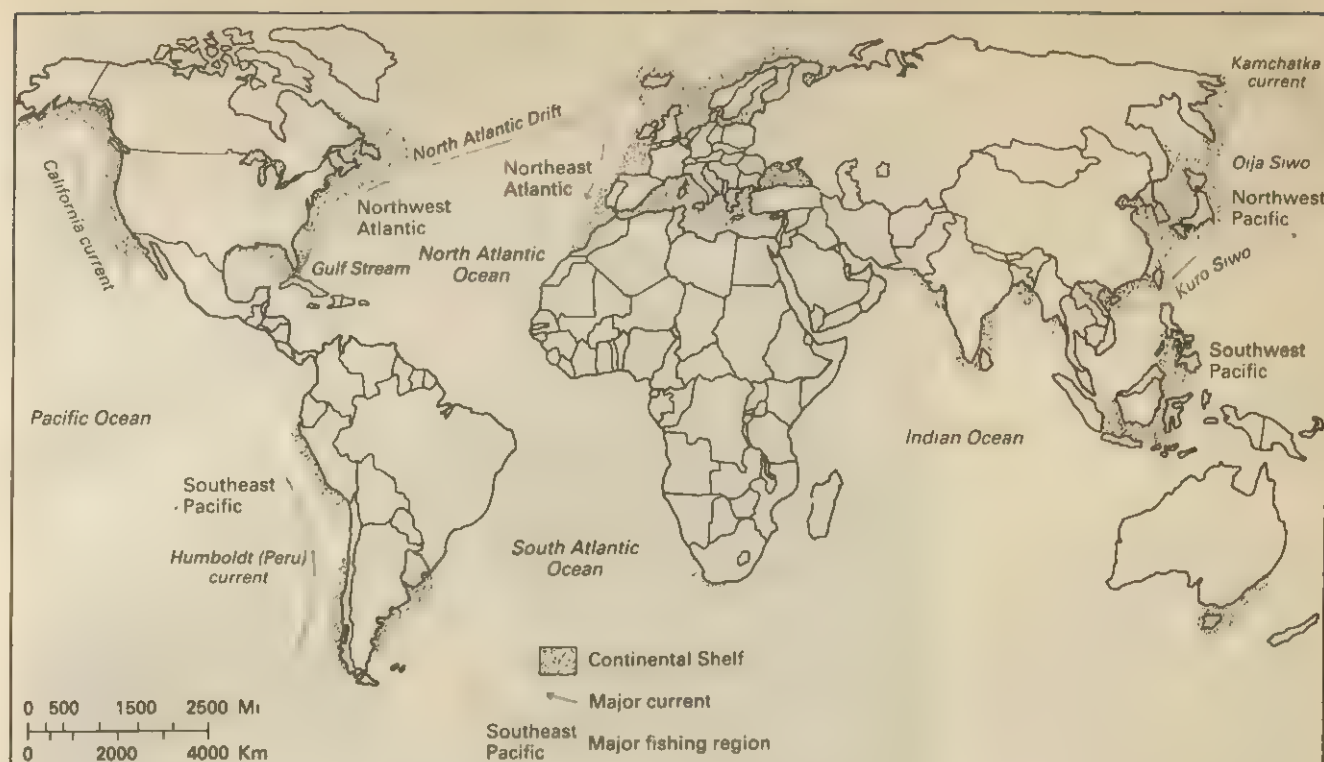 Kamchatka
current
North Atlantic Drift
Oija Siwo
California current
Northeast
Atlantic
Northwest
Pacific
Northwest
Atlantic
North Atlantic
Ocean
Gulf Stream
Kuro Siwo
Southwest
Pacific
Pacific Ocean
Indian Ocean
Southeast
Pacific
Humboldt (Peru)
current
South Atlantic
Ocean
Continental Shelf
Major current
Southeast
Pacific
Major fishing region
0 500 1500 2500 Mi
0 2000 4000 Km